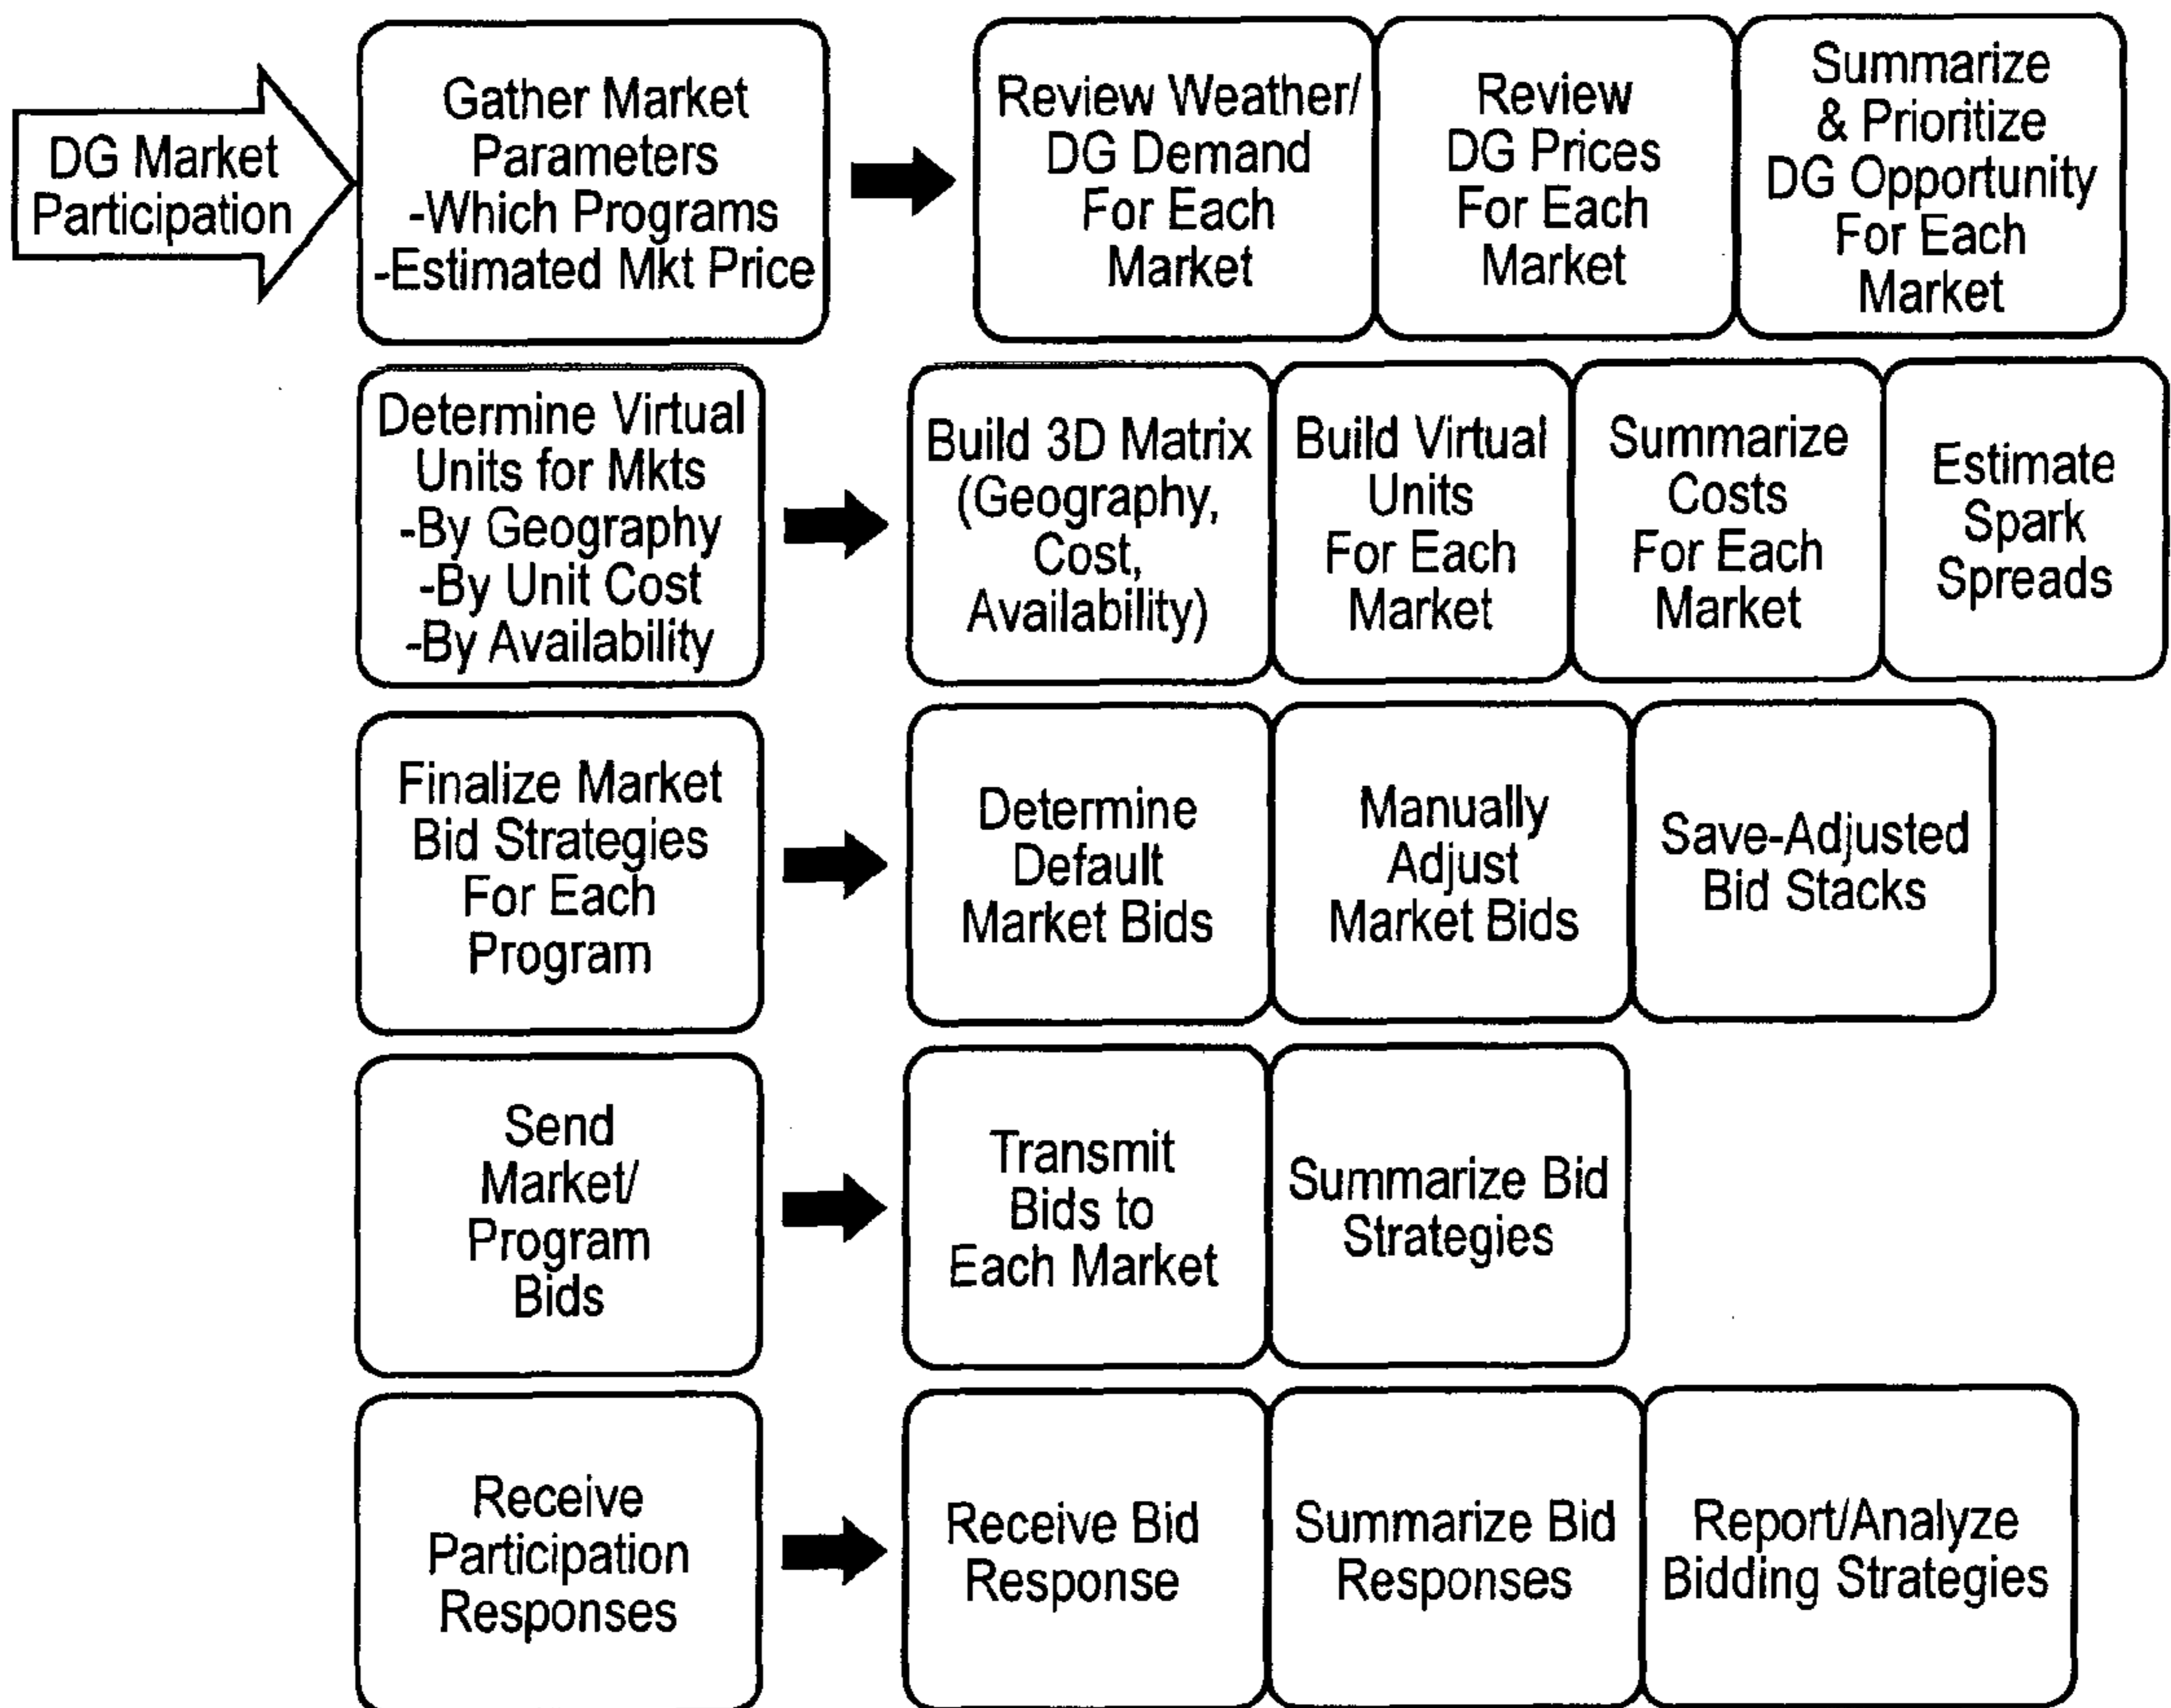 DG Market
Participation
Gather Market
Parameters
-Which Programs
-Estimated Mkt Price
Review Weather/
DG Demand
For Each
Market
Review
DG Prices
For Each
Market
Summarize
& Prioritize
DG Opportunity
For Each
Market
Determine Virtual
Units for Mkts
-By Geography
-By Unit Cost
-By Availability
Build 3D Matrix
(Geography,
Cost,
Availability)
Build Virtual
Units
For Each
Market
Summarize
Costs
For Each
Market
Estimate
Spark
Spreads
Finalize Market
Bid Strategies
For Each
Program
Determine
Default
Market Bids
Manually
Adjust
Market Bids
Save-Adjusted
Bid Stacks
Send
Market/
Program
Bids
Transmit
Bids to
Each Market
Summarize Bid
Strategies
Receive
Participation
Responses
Receive Bid
Response
Summarize Bid
Responses
Report/Analyze
Bidding Strategies